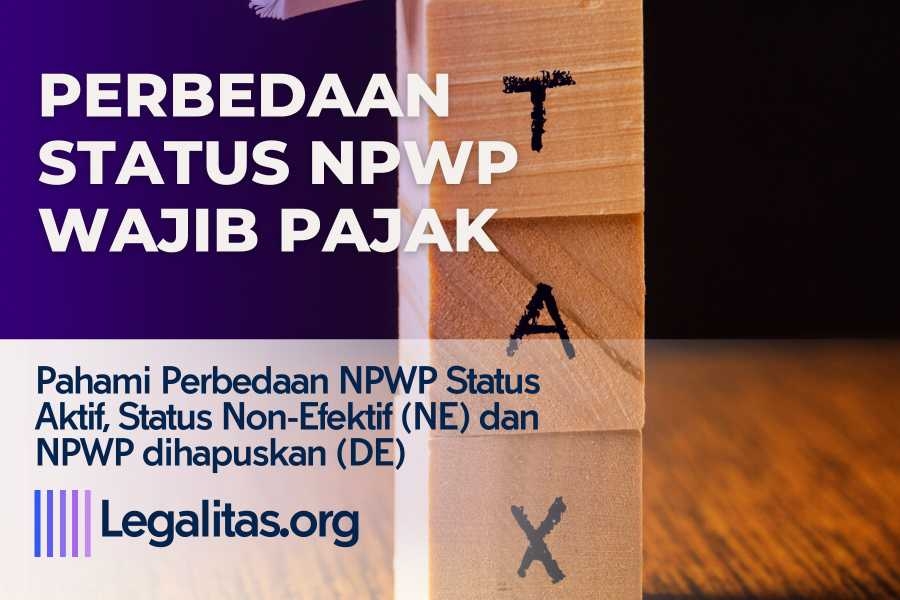 PERBEDAAN
STATUS NPWP
WAJIB PAJAK
T
A
X
Pahami Perbedaan NPWP Status
Aktif, Status Non-Efektif (NE) dan
NPWP dihapuskan (DE)
Legalitas.org